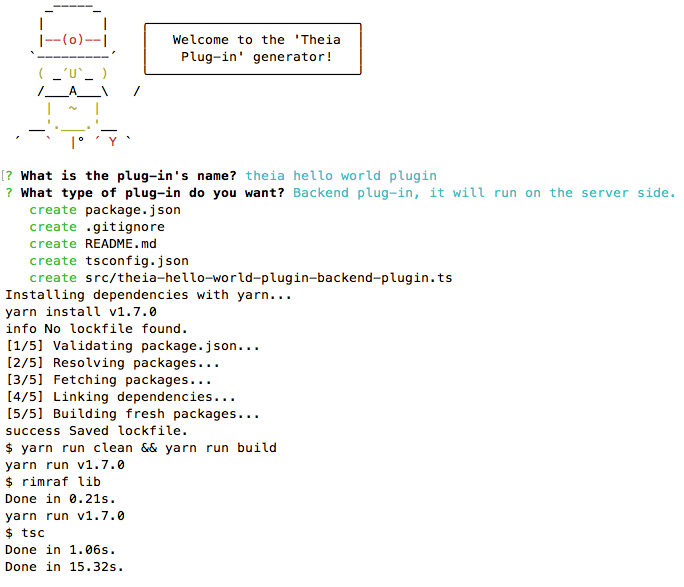 Welcome to the 'Theia
Plug-in' generator!
? What is the plug-in's name? theia hello world plugin
? What type of plug-in do you want? Backend plug-in, it will run on the server side.
create package.json
create .gitignore
create README.md
create tsconfig.json
create src/theia-hello-world-plugin-backend-plugin.ts
Installing dependencies with yarn...
yarn install v1.7.0
info No lockfile found.
[1/5] Validating package.json...
[2/5] Resolving packages...
[3/5] Fetching packages...
[4/5] Linking dependencies...
[5/5] Building fresh packages...
success Saved lockfile.
$ yarn run clean && yarn run build
yarn run v1.7.0
$ rimraf lib
Done in 0.21s.
yarn run v1.7.0
$ tsc
Done in 1.06s.
Done in 15.32s.